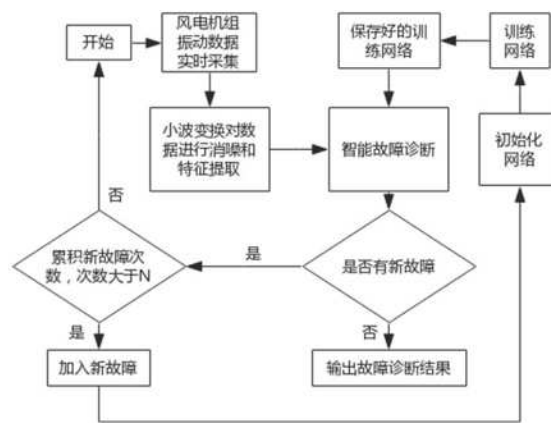 开始
风电机组
振动数据
实时采集
保存好的训
练网络
训练
网络
小波变换对数
据进行消噪和
特征提取
智能故障诊断
初始化
网络
否
累积新故障次
数，次数大于N
是
是否有新故障
是
否
加入新故障
输出故障诊断结果